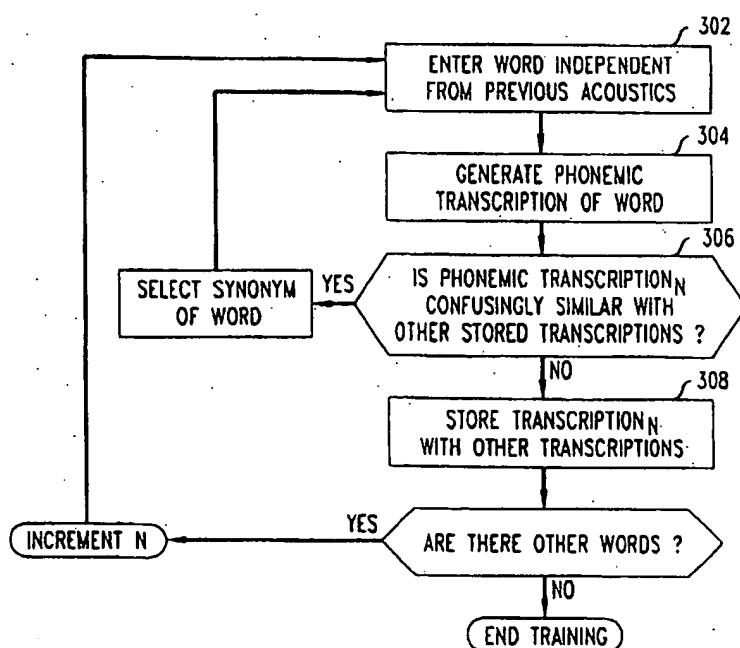 302
ENTER WORD INDEPENDENT
FROM PREVIOUS ACOUSTICS
304
GENERATE PHONEMIC
TRANSCRIPTION OF WORD
306
IS PHONEMIC TRANSCRIPTIONN
CONFUSINGLY SIMILAR WITH
OTHER STORED TRANSCRIPTIONS ?
YES
SELECT SYNONYM
OF WORD
NO
308
STORE TRANSCRIPTIONN
WITH OTHER TRANSCRIPTIONS
ARE THERE OTHER WORDS ?
YES
INCREMENT N
NO
END TRAINING